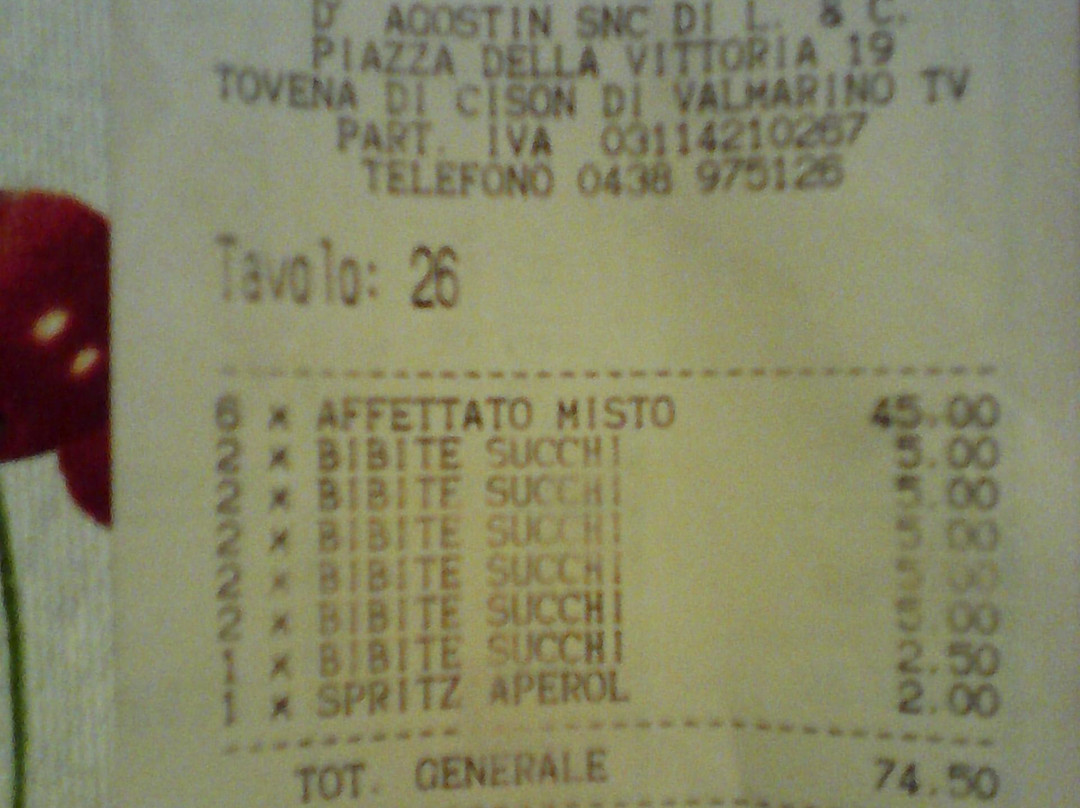 D' AGOSTIN SNC DI L. & C.
PIAZZA DELLA VITTORIA 19
TOVENA DI CISON DI VALMARINO TV
PART. IVA 03114210267
TELEFONO 0438 975126
Tavolo: 26
6 x AFFETTATO MISTO 45.00
2 x BIBITE SUCCHI 5.00
2 x BIBITE SUCCHI 5.00
2 x BIBITE SUCCHI 5.00
2 x BIBITE SUCCHI 5.00
2 x BIBITE SUCCHI 5.00
1 x BIBITE SUCCHI 2.50
1 x SPRITZ APEROL 2.00
TOT. GENERALE 74.50